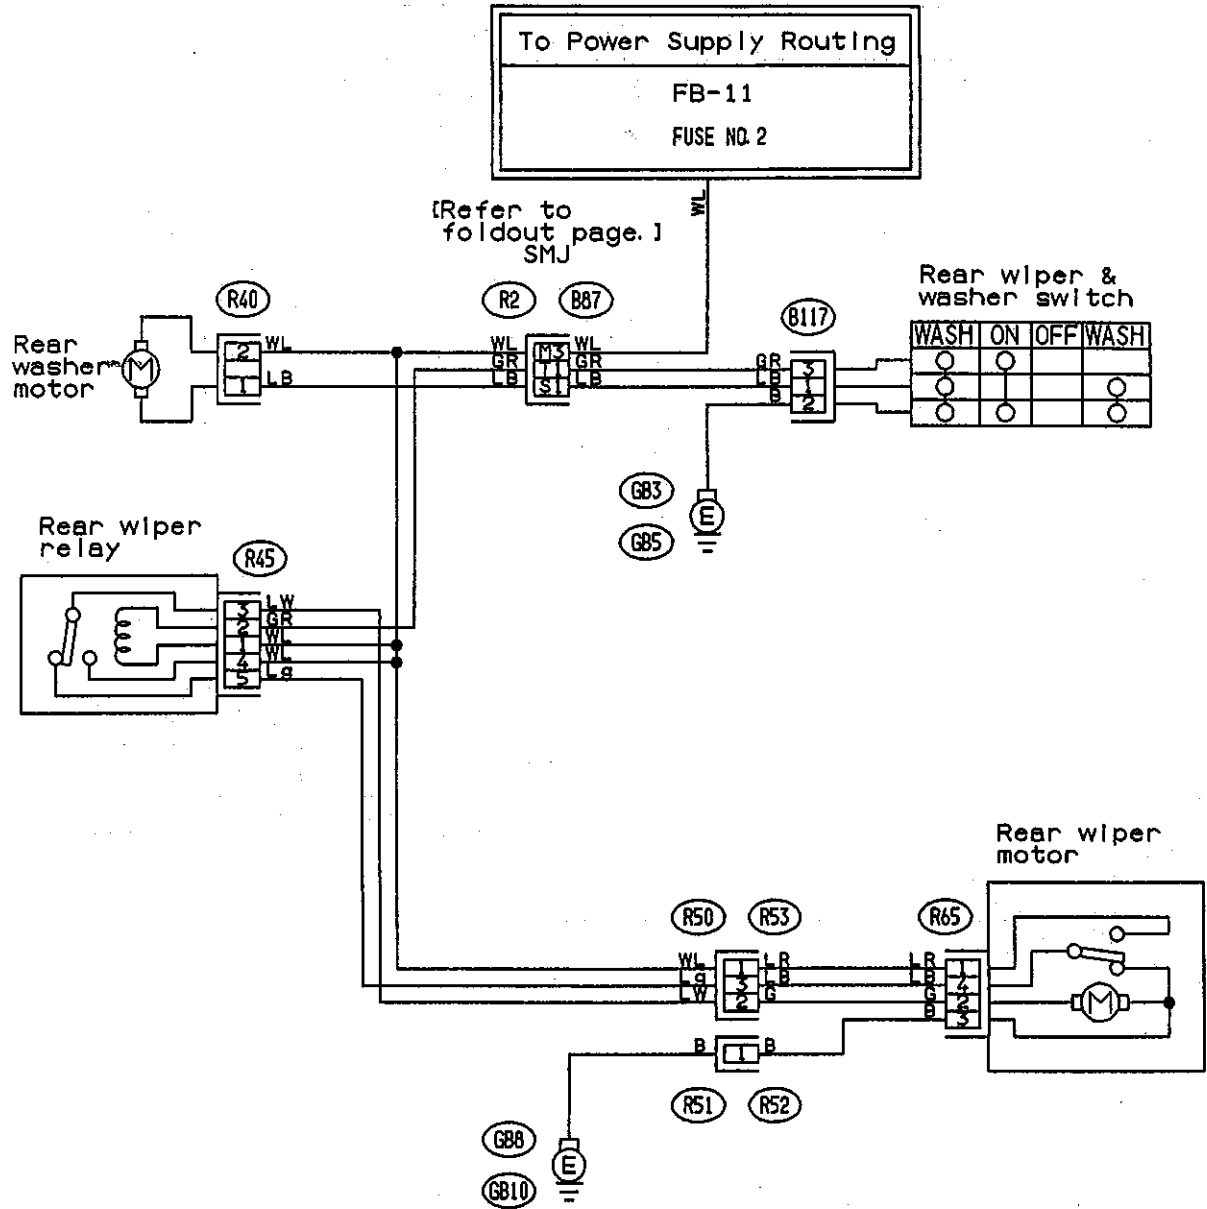 To Power Supply Routing
FB-11
FUSE NO. 2
WL
[Refer to
foldout page.]
SMJ
R40
R2
B87
B117
Rear wiper &
washer switch
WASH ON OFF WASH
Rear
washer
motor
M
2 WL
1 LB
WL M3 WL
GR T1 GR
LB S1 LB
GR 3
LB 1
B 2
GB3
E
GB5
Rear wiper
relay
R45
3 LW
2 GR
1 WL
4 WL
5 Lg
Rear wiper
motor
R50
R53
R65
WL 1 LR
Lg 3 LB
LW 2 G
LR 1
LB 4
G 2
B 3
M
B 1 B
R51
R52
GB8
E
GB10